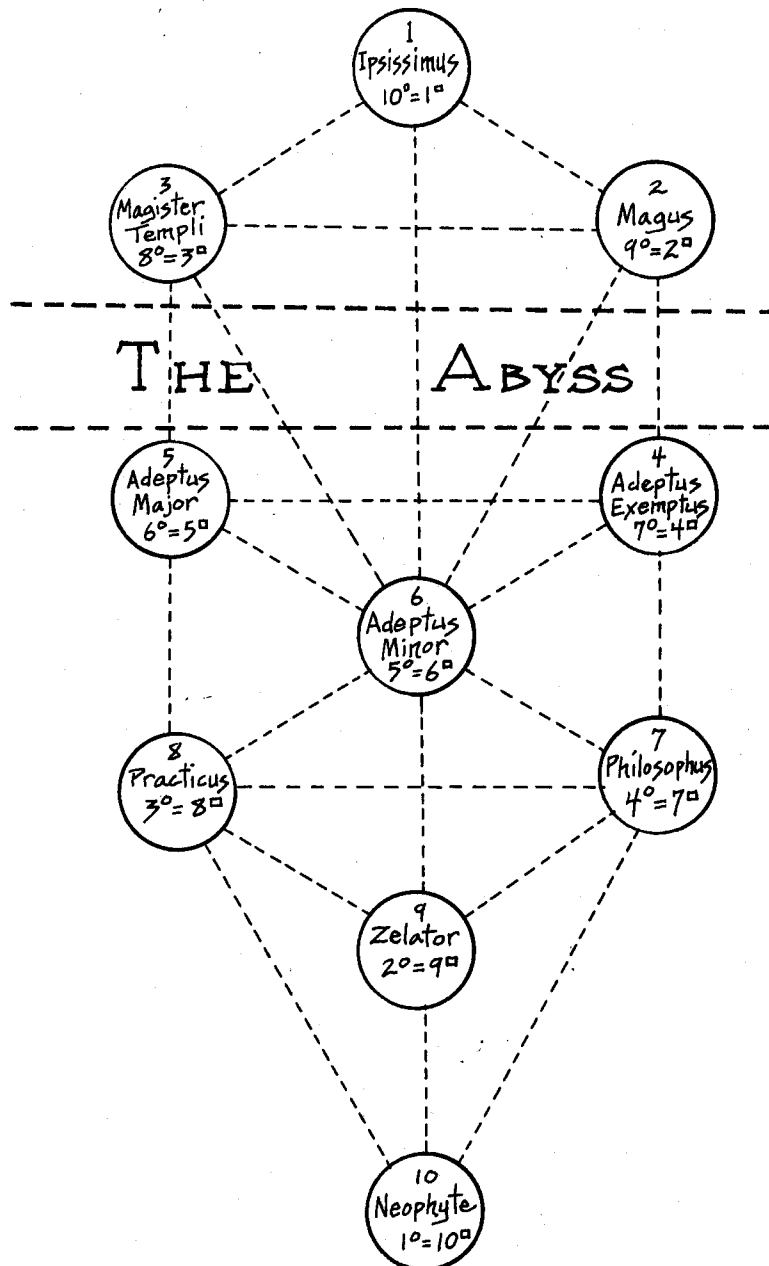 1
Ipsissimus
10°=1□
3
Magister
Templi
8°=3□
2
Magus
9°=2□
THE ABYSS
5
Adeptus
Major
6°=5□
4
Adeptus
Exemptus
7°=4□
6
Adeptus
Minor
5°=6□
8
Practicus
3°=8□
7
Philosophus
4°=7□
9
Zelator
2°=9□
10
Neophyte
1°=10□